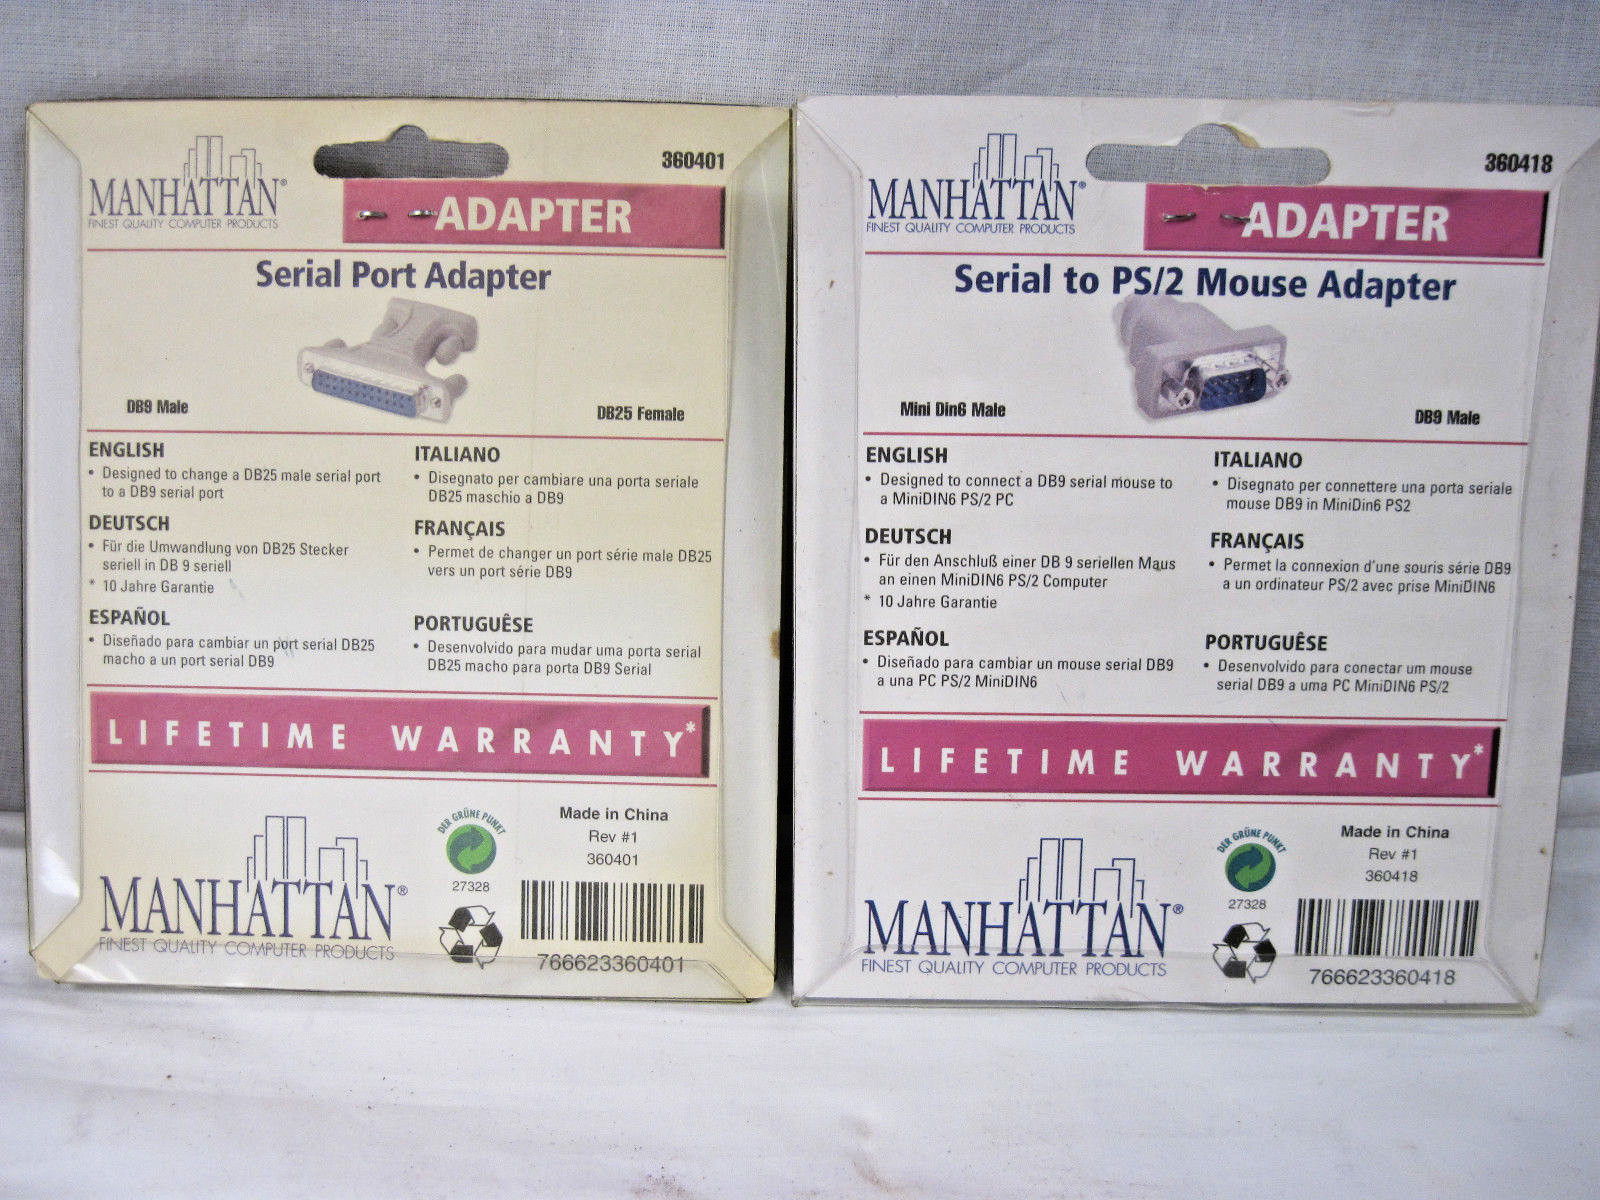 MANHATTAN®
FINEST QUALITY COMPUTER PRODUCTS
360401
ADAPTER
Serial Port Adapter
DB9 Male
DB25 Female
ENGLISH
• Designed to change a DB25 male serial port
to a DB9 serial port
DEUTSCH
• Für die Umwandlung von DB25 Stecker
seriell in DB 9 seriell
* 10 Jahre Garantie
ESPAÑOL
• Diseñado para cambiar un port serial DB25
macho a un port serial DB9
ITALIANO
• Disegnato per cambiare una porta seriale
DB25 maschio a DB9
FRANÇAIS
• Permet de changer un port série male DB25
vers un port série DB9
PORTUGUÊSE
• Desenvolvido para mudar uma porta serial
DB25 macho para porta DB9 Serial
LIFETIME WARRANTY*
MANHATTAN®
FINEST QUALITY COMPUTER PRODUCTS
DER GRÜNE PUNKT
27328
Made in China
Rev #1
360401
766623360401
MANHATTAN®
FINEST QUALITY COMPUTER PRODUCTS
360418
ADAPTER
Serial to PS/2 Mouse Adapter
Mini Din6 Male
DB9 Male
ENGLISH
• Designed to connect a DB9 serial mouse to
a MiniDIN6 PS/2 PC
DEUTSCH
• Für den Anschluß einer DB 9 seriellen Maus
an einen MiniDIN6 PS/2 Computer
* 10 Jahre Garantie
ESPAÑOL
• Diseñado para cambiar un mouse serial DB9
a una PC PS/2 MiniDIN6
ITALIANO
• Disegnato per connettere una porta seriale
mouse DB9 in MiniDin6 PS2
FRANÇAIS
• Permet la connexion d'une souris série DB9
a un ordinateur PS/2 avec prise MiniDIN6
PORTUGUÊSE
• Desenvolvido para conectar um mouse
serial DB9 a uma PC MiniDIN6 PS/2
LIFETIME WARRANTY*
MANHATTAN®
FINEST QUALITY COMPUTER PRODUCTS
DER GRÜNE PUNKT
27328
Made in China
Rev #1
360418
766623360418